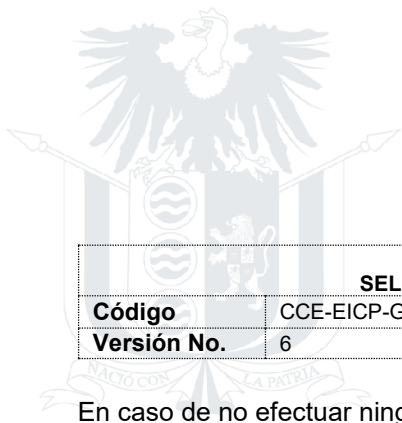 SEL
Código CCE-EICP-G
Versión No. 6
NACIÓ CON LA PATRIA
En caso de no efectuar ning